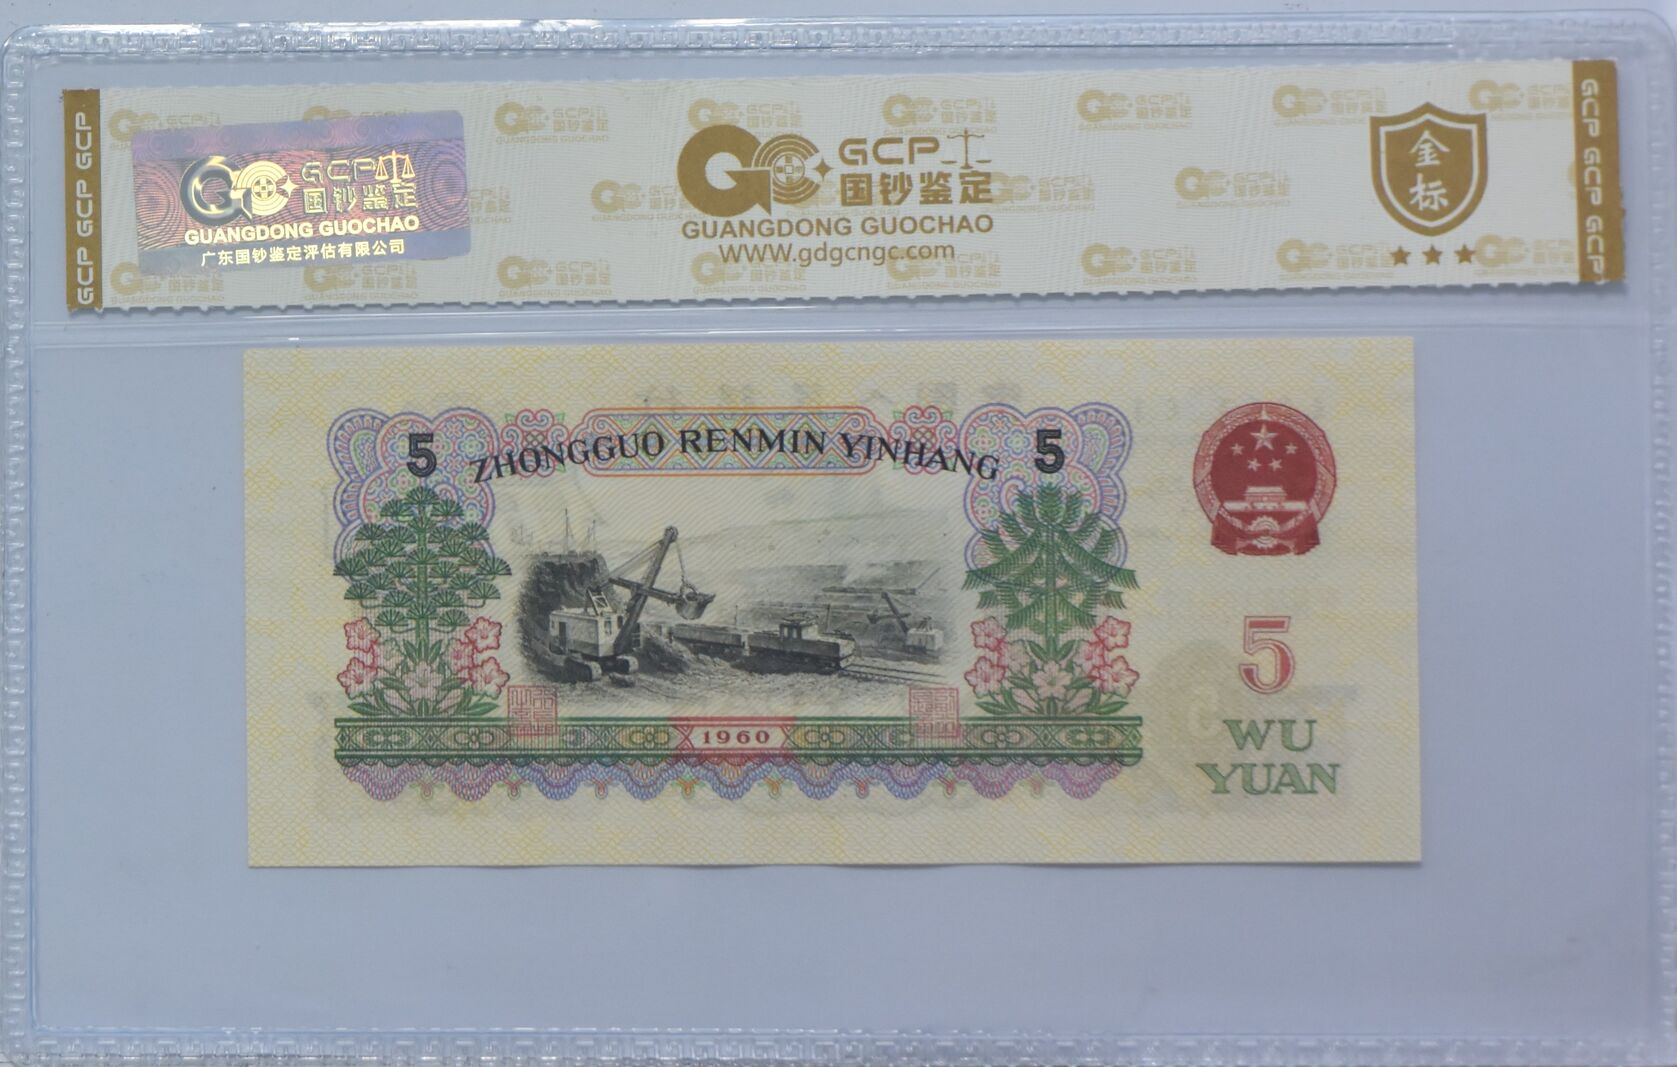 GCP GCP GCP
GCP
国钞鉴定
GUANGDONG GUOCHAO
广东国钞鉴定评估有限公司
GCP
国钞鉴定
GUANGDONG GUOCHAO
WWW.gdgcngc.com
金
标
GCP GCP GCP
5
ZHONGGUO RENMIN YINHANG
5
1960
5
WU
YUAN